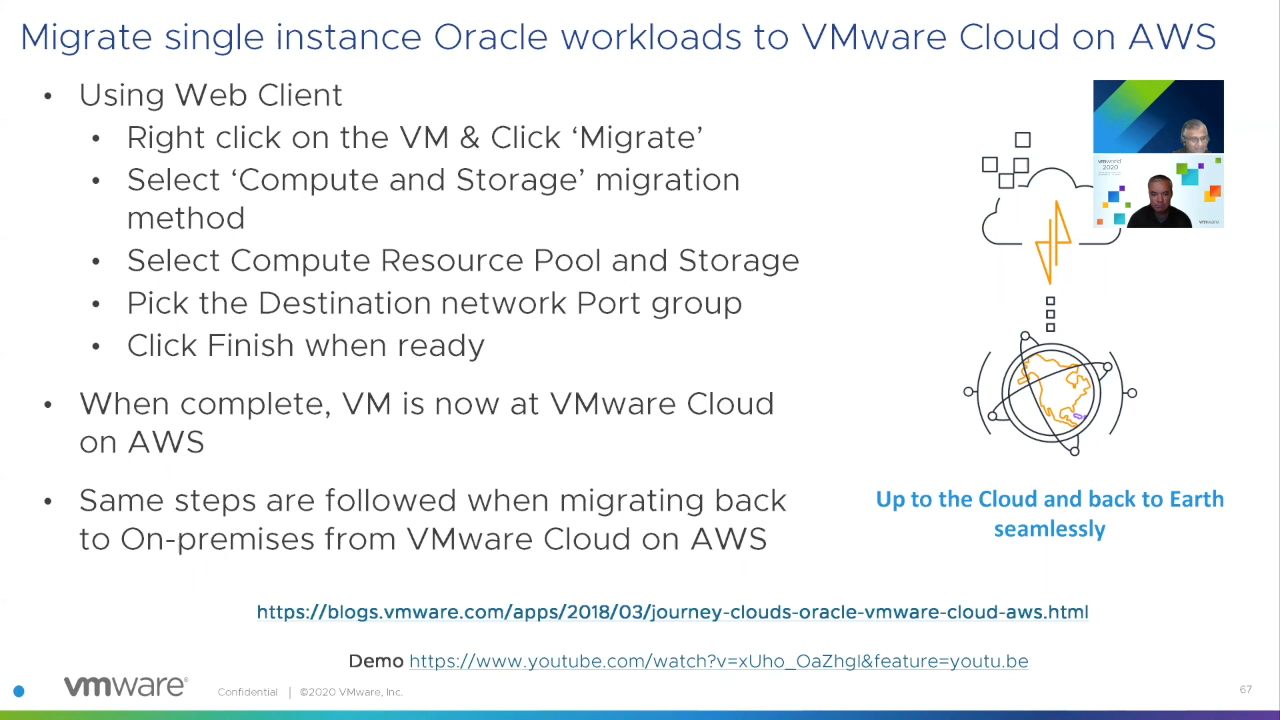 Migrate single instance Oracle workloads to VMware Cloud on AWS
• Using Web Client
• Right click on the VM & Click ‘Migrate’
• Select ‘Compute and Storage’ migration
method
• Select Compute Resource Pool and Storage
• Pick the Destination network Port group
• Click Finish when ready
• When complete, VM is now at VMware Cloud
on AWS
• Same steps are followed when migrating back
to On-premises from VMware Cloud on AWS
vmworld
2020
vmware
Up to the Cloud and back to Earth
seamlessly
https://blogs.vmware.com/apps/2018/03/journey-clouds-oracle-vmware-cloud-aws.html
Demo https://www.youtube.com/watch?v=xUho_OaZhgI&feature=youtu.be
vmware® Confidential | ©2020 VMware, Inc. 67